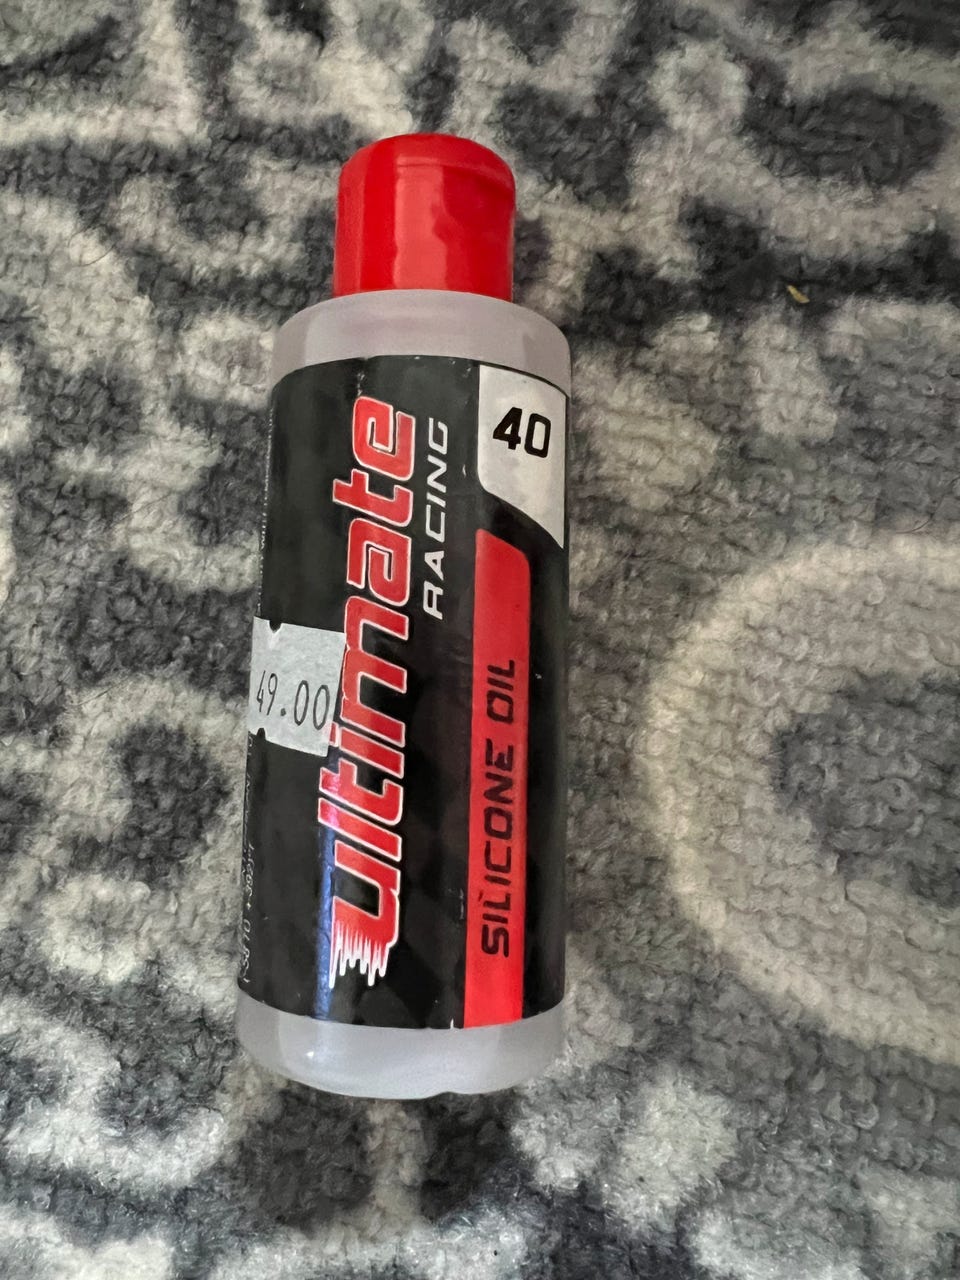 40
ultimate
RACING
SILICONE OIL
49.00